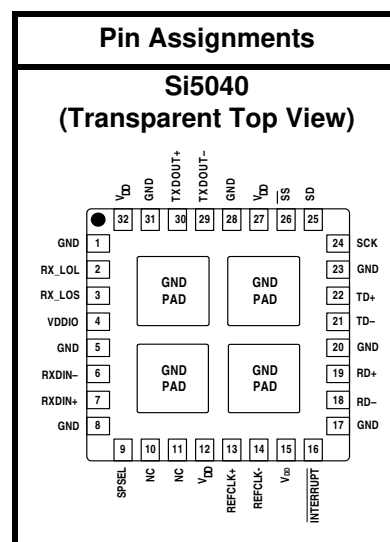 Pin Assignments
Si5040
(Transparent Top View)
VDD GND TXDOUT+ TXDOUT– GND VDD SS SD
32 31 30 29 28 27 26 25
GND 1
RX_LOL 2
RX_LOS 3
VDDIO 4
GND 5
RXDIN– 6
RXDIN+ 7
GND 8
GND PAD
GND PAD
GND PAD
GND PAD
24 SCK
23 GND
22 TD+
21 TD–
20 GND
19 RD+
18 RD–
17 GND
9 10 11 12 13 14 15 16
SPSEL NC NC VDD REFCLK+ REFCLK- VDD INTERRUPT